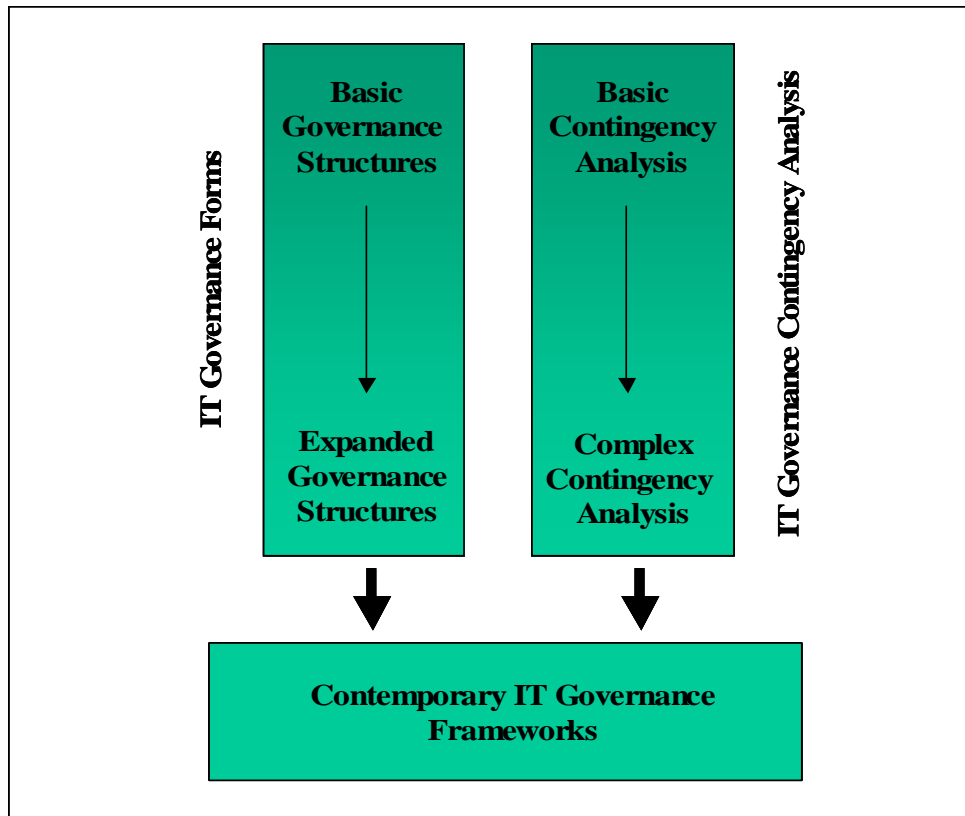 IT Governance Forms
Basic
Governance
Structures
Expanded
Governance
Structures
Basic
Contingency
Analysis
Complex
Contingency
Analysis
IT Governance Contingency Analysis
Contemporary IT Governance
Frameworks